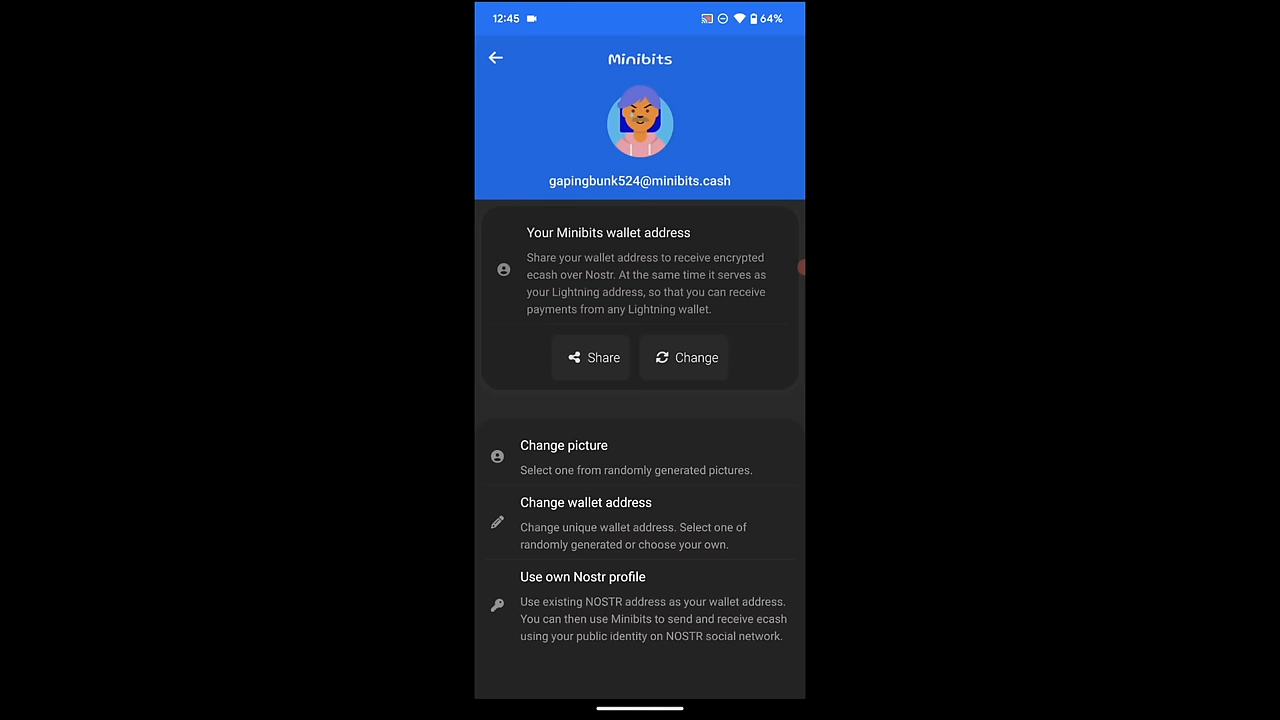 12:45
64%
Minibits
gapingbunk524@minibits.cash
Your Minibits wallet address
Share your wallet address to receive encrypted
ecash over Nostr. At the same time it serves as
your Lightning address, so that you can receive
payments from any Lightning wallet.
Share
Change
Change picture
Select one from randomly generated pictures.
Change wallet address
Change unique wallet address. Select one of
randomly generated or choose your own.
Use own Nostr profile
Use existing NOSTR address as your wallet address.
You can then use Minibits to send and receive ecash
using your public identity on NOSTR social network.